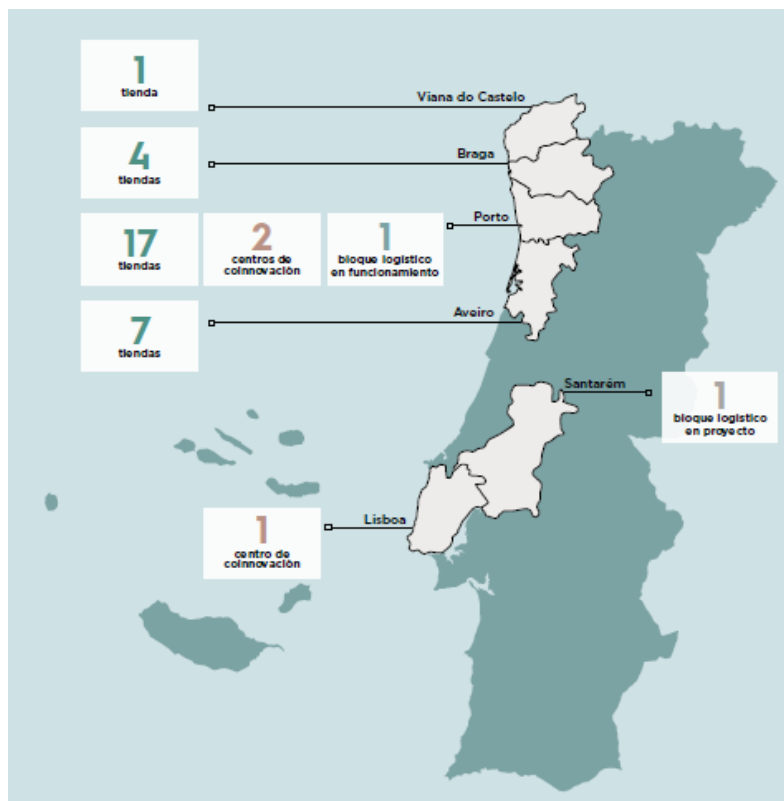 1
tienda
Viana do Castelo
4
tiendas
Braga
17
tiendas
2
centros de
coinnovación
1
bloque logístico
en funcionamiento
Porto
7
tiendas
Aveiro
Santarém
1
bloque logístico
en proyecto
Lisboa
1
centro de
coinnovación